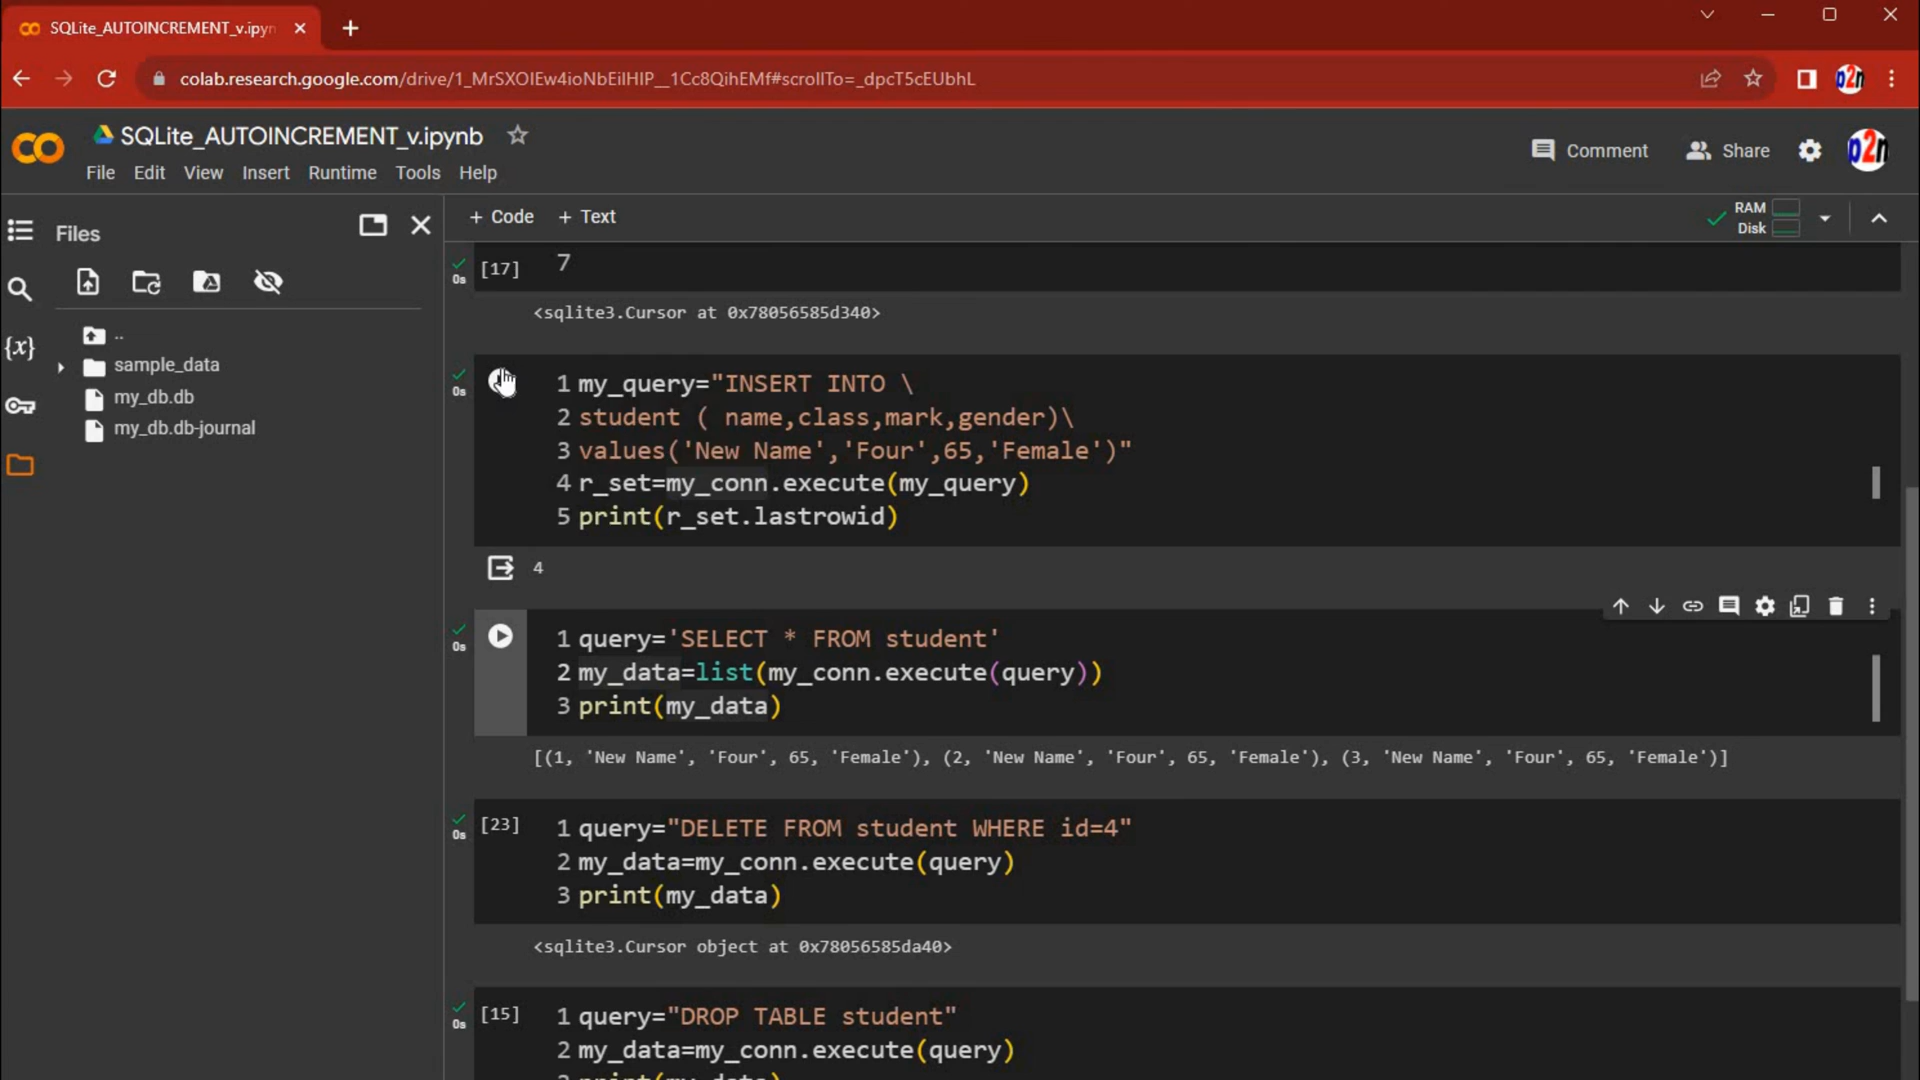 SQLite_AUTOINCREMENT_v.ipyn
colab.research.google.com/drive/1_MrSXOIEw4ioNbEilHIP__1Cc8QihEMf#scrollTo=_dpcT5cEUbhL
SQLite_AUTOINCREMENT_v.ipynb
File Edit View Insert Runtime Tools Help
Comment
Share
o2n
Files
+ Code + Text
RAM
Disk
..
sample_data
my_db.db
my_db.db-journal
{x}
0s [17] 7
<sqlite3.Cursor at 0x78056585d340>
0s
1 my_query="INSERT INTO \
2 student ( name,class,mark,gender)\
3 values('New Name','Four',65,'Female')"
4 r_set=my_conn.execute(my_query)
5 print(r_set.lastrowid)
4
0s
1 query='SELECT * FROM student'
2 my_data=list(my_conn.execute(query))
3 print(my_data)
[(1, 'New Name', 'Four', 65, 'Female'), (2, 'New Name', 'Four', 65, 'Female'), (3, 'New Name', 'Four', 65, 'Female')]
0s [23]
1 query="DELETE FROM student WHERE id=4"
2 my_data=my_conn.execute(query)
3 print(my_data)
<sqlite3.Cursor object at 0x78056585da40>
0s [15]
1 query="DROP TABLE student"
2 my_data=my_conn.execute(query)